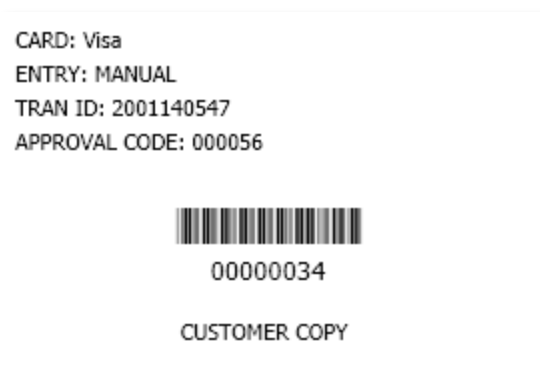 CARD: Visa
ENTRY: MANUAL
TRAN ID: 2001140547
APPROVAL CODE: 000056
00000034
CUSTOMER COPY